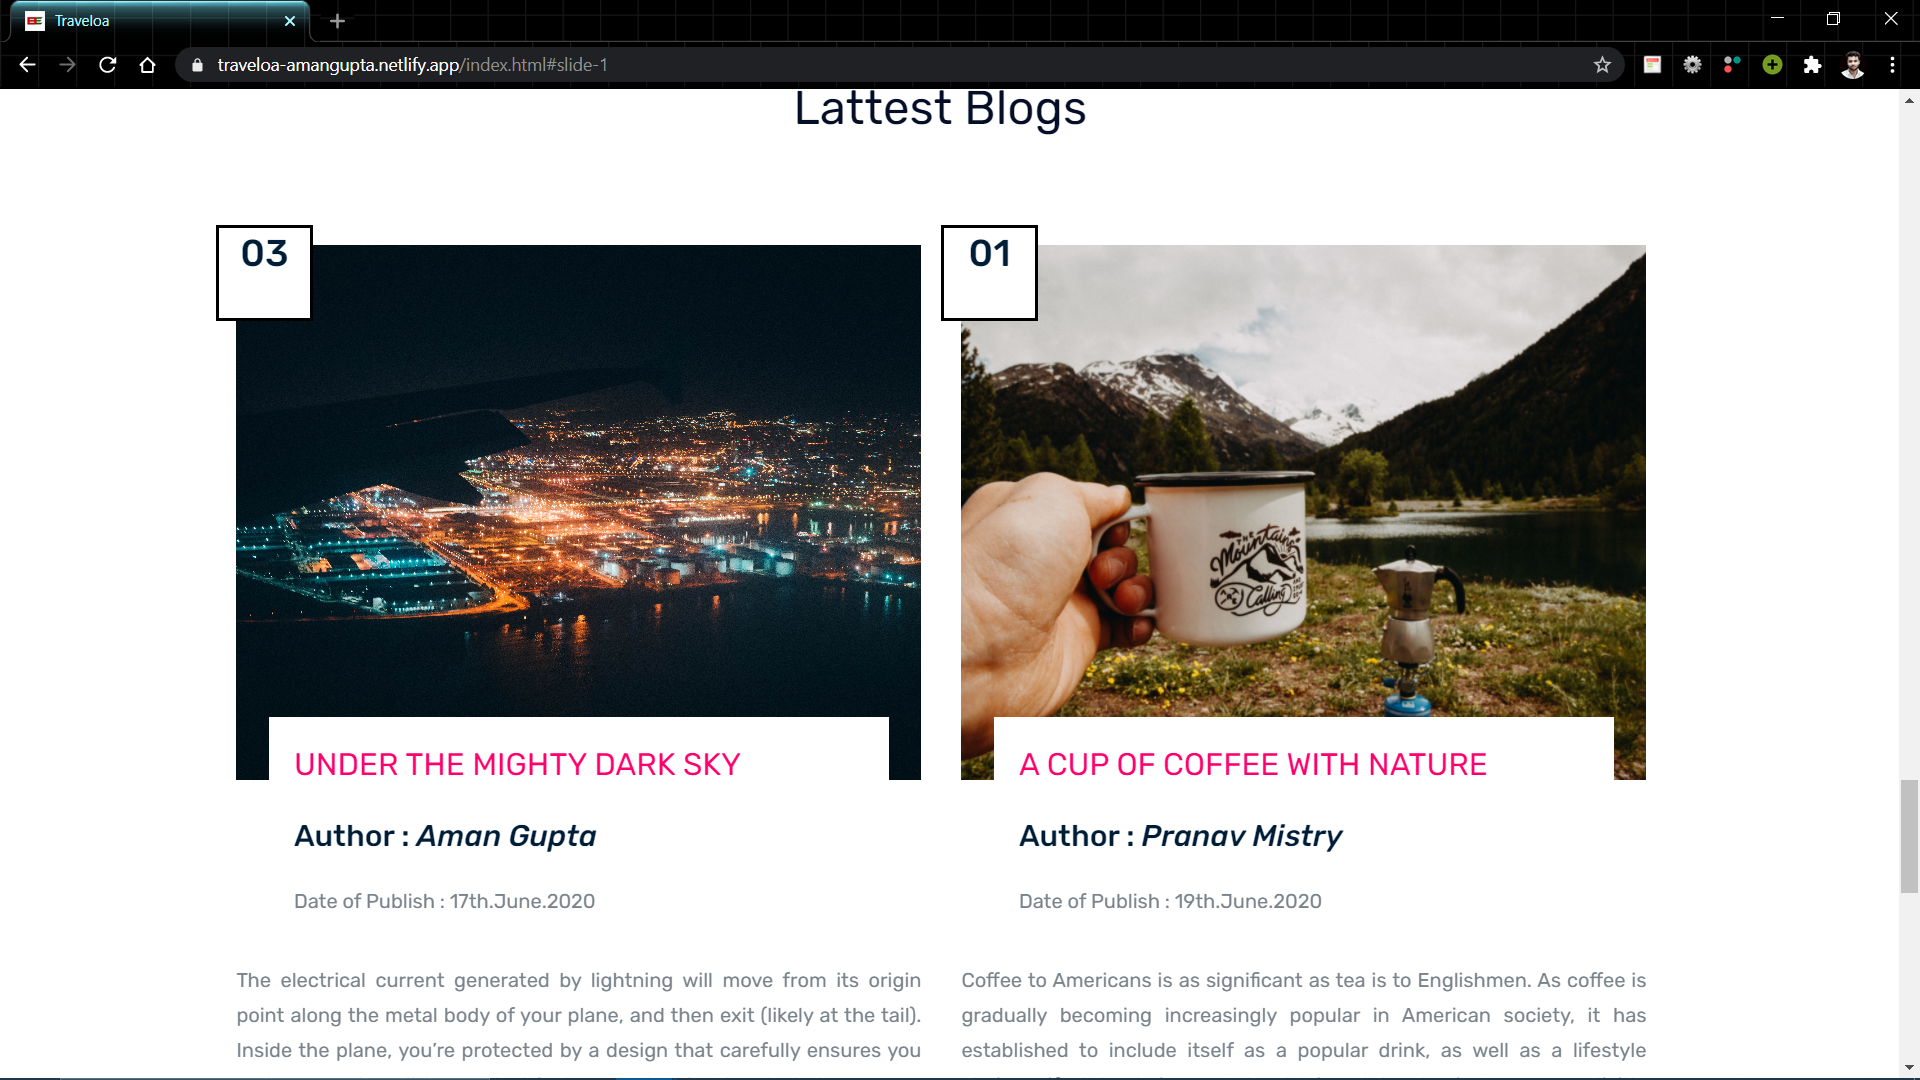 Traveloa
traveloa-amangupta.netlify.app/index.html#slide-1
Lattest Blogs
03
01
Mountains
Calling
UNDER THE MIGHTY DARK SKY
Author : Aman Gupta
Date of Publish : 17th.June.2020
The electrical current generated by lightning will move from its origin
point along the metal body of your plane, and then exit (likely at the tail).
Inside the plane, you’re protected by a design that carefully ensures you
A CUP OF COFFEE WITH NATURE
Author : Pranav Mistry
Date of Publish : 19th.June.2020
Coffee to Americans is as significant as tea is to Englishmen. As coffee is
gradually becoming increasingly popular in American society, it has
established to include itself as a popular drink, as well as a lifestyle